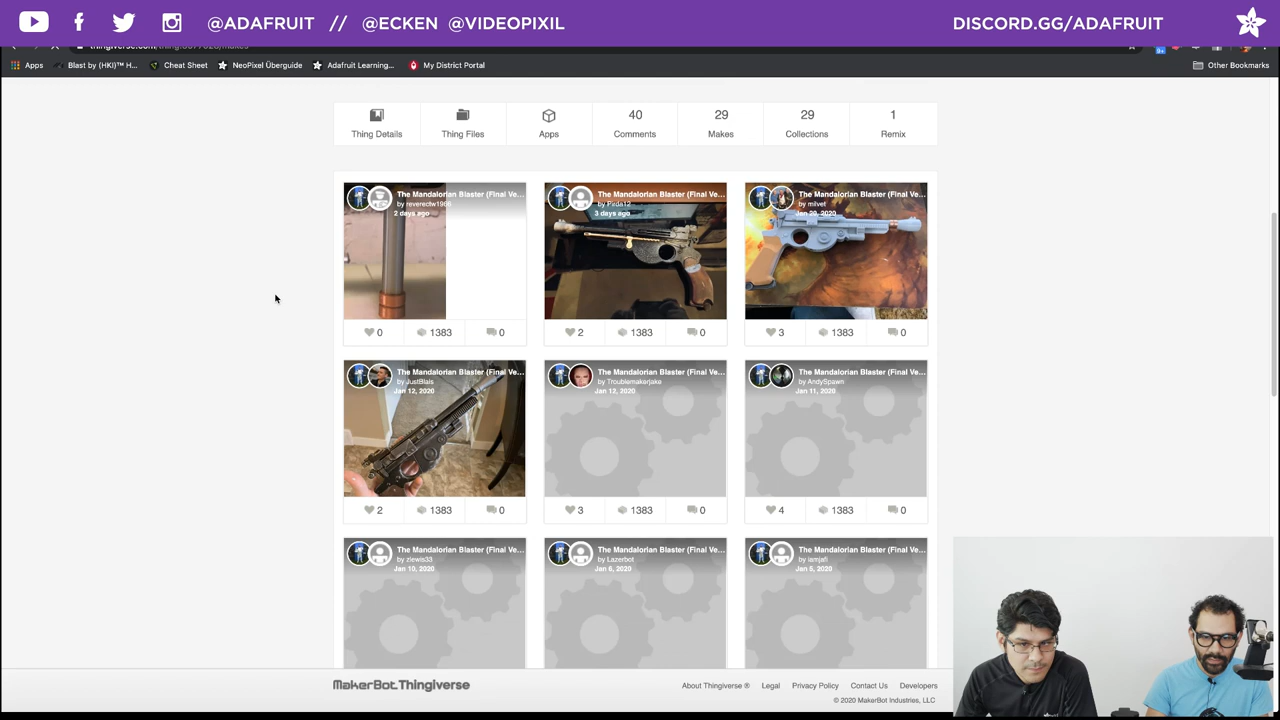 @ADAFRUIT // @ECKEN @VIDEOPIXIL DISCORD.GG/ADAFRUIT
Apps Blast by (HKI)™ H... Cheat Sheet NeoPixel Überguide Adafruit Learning... My District Portal Other Bookmarks
40 29 29 1
Thing Details Thing Files Apps Comments Makes Collections Remix
The Mandalorian Blaster (Final Ve... The Mandalorian Blaster (Final Ve... The Mandalorian Blaster (Final Ve...
by by Pirda12 by milvet
2 days ago 3 days ago Jan 20, 2020
0 1383 0 2 1383 0 3 1383 0
The Mandalorian Blaster (Final Ve... The Mandalorian Blaster (Final Ve... The Mandalorian Blaster (Final Ve...
by JustBlais by Troublemakerjake by AndySpawn
Jan 12, 2020 Jan 12, 2020 Jan 11, 2020
2 1383 0 3 1383 0 4 1383 0
The Mandalorian Blaster (Final Ve... The Mandalorian Blaster (Final Ve... The Mandalorian Blaster (Final Ve...
by zlewis33 by Lazerbot by iamjafi
Jan 10, 2020 Jan 6, 2020 Jan 5, 2020
MakerBot.Thingiverse About Thingiverse ® Legal Privacy Policy Contact Us Developers
© 2020 MakerBot Industries, LLC